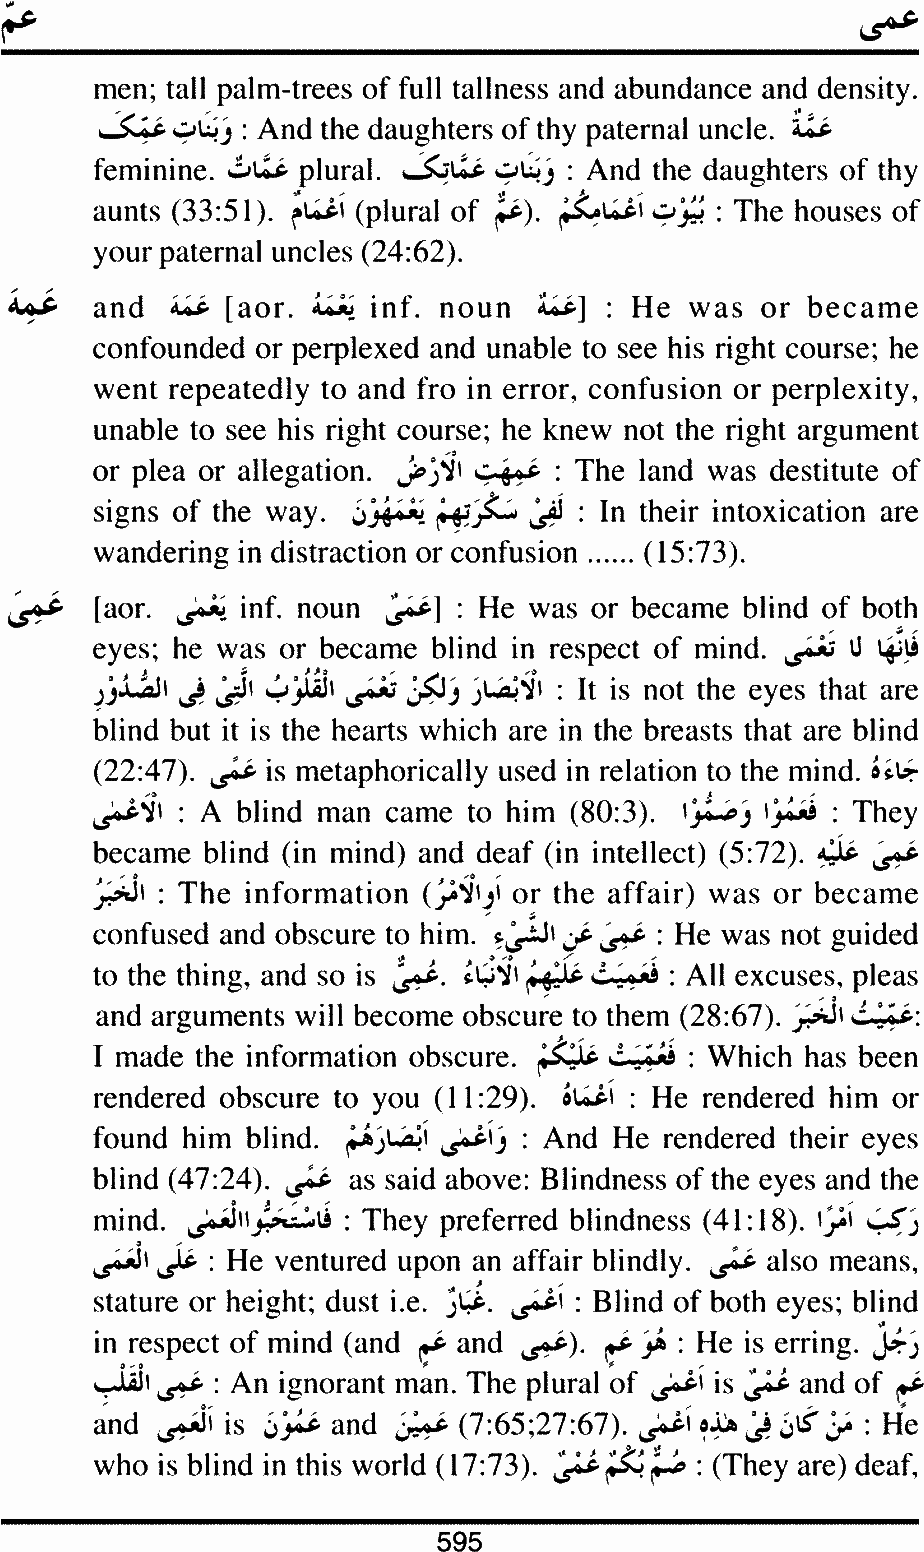 عمّ عمی
men; tall palm-trees of full tallness and abundance and density.
وَبَنَاتِ عَمِّکَ : And the daughters of thy paternal uncle. عَمَّةٌ
feminine. عَمَّاتٌ plural. وَبَنَاتِ عَمَّاتِکَ : And the daughters of thy
aunts (33:51). اَعْمَامٌ (plural of عَمٌّ). بُیُوْتِ اَعْمَامِکُمْ : The houses of
your paternal uncles (24:62).
عَمِهَ and عَمَهَ [aor. یَعْمَهُ inf. noun عَمَهٌ] : He was or became
confounded or perplexed and unable to see his right course; he
went repeatedly to and fro in error, confusion or perplexity,
unable to see his right course; he knew not the right argument
or plea or allegation. عَمِهَتِ الْاَرْضُ : The land was destitute of
signs of the way. لَفِیْ سَکْرَتِهِمْ یَعْمَهُوْنَ : In their intoxication are
wandering in distraction or confusion ...... (15:73).
عَمِیَ [aor. یَعْمٰی inf. noun عَمًی] : He was or became blind of both
eyes; he was or became blind in respect of mind. فَاِنَّهَا لَا تَعْمَی
الْاَبْصَارُ وَلٰکِنْ تَعْمَی الْقُلُوْبُ الَّتِیْ فِی الصُّدُوْرِ : It is not the eyes that are
blind but it is the hearts which are in the breasts that are blind
(22:47). عَمًی is metaphorically used in relation to the mind. جَاءَهُ
الْاَعْمٰی : A blind man came to him (80:3). فَعَمُوْا وَصَمُّوْا : They
became blind (in mind) and deaf (in intellect) (5:72). عَمِیَ عَلَیْهِ
الْخَبَرُ : The information (اَوِالْاَمْرُ or the affair) was or became
confused and obscure to him. عَمِیَ عَنِ الشَّیْءِ : He was not guided
to the thing, and so is عَمّٰی. فَعَمِیَتْ عَلَیْهِمُ الْاَنْبَاءُ : All excuses, pleas
and arguments will become obscure to them (28:67). عَمَّیْتُ الْخَبَرَ:
I made the information obscure. فَعُمِّیَتْ عَلَیْکُمْ : Which has been
rendered obscure to you (11:29). اَعْمَاهُ : He rendered him or
found him blind. وَاَعْمٰی اَبْصَارَهُمْ : And He rendered their eyes
blind (47:24). عَمًی as said above: Blindness of the eyes and the
mind. فَاسْتَحَبُّوا الْعَمٰی : They preferred blindness (41:18). رَکِبَ اَمْرًا
عَلَی الْعَمَی : He ventured upon an affair blindly. عَمًی also means,
stature or height; dust i.e. غُبَارٌ. اَعْمٰی : Blind of both eyes; blind
in respect of mind (and عَمٍ and عَمِی). هُوَ عَمٍ : He is erring. رَجُلٌ
عَمِی الْقَلْبِ : An ignorant man. The plural of اَعْمٰی is عُمْیٌ and of عَمٍ
and اَلْعَمِی is عَمُوْنَ and عَمِیْنَ (7:65;27:67). مَنْ کَانَ فِیْ هٰذِهِ اَعْمٰی : He
who is blind in this world (17:73). صُمٌّ بُکْمٌ عُمْیٌ : (They are) deaf,
595